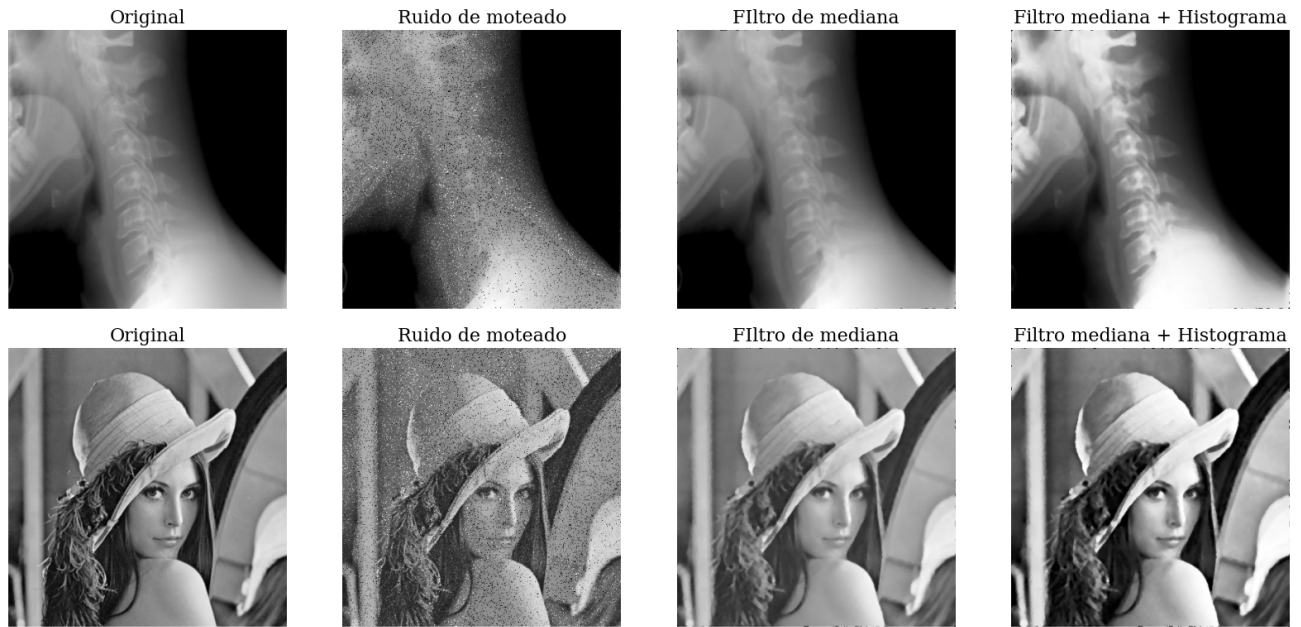 Original
Ruido de moteado
FIltro de mediana
Filtro mediana + Histograma
Original
Ruido de moteado
FIltro de mediana
Filtro mediana + Histograma